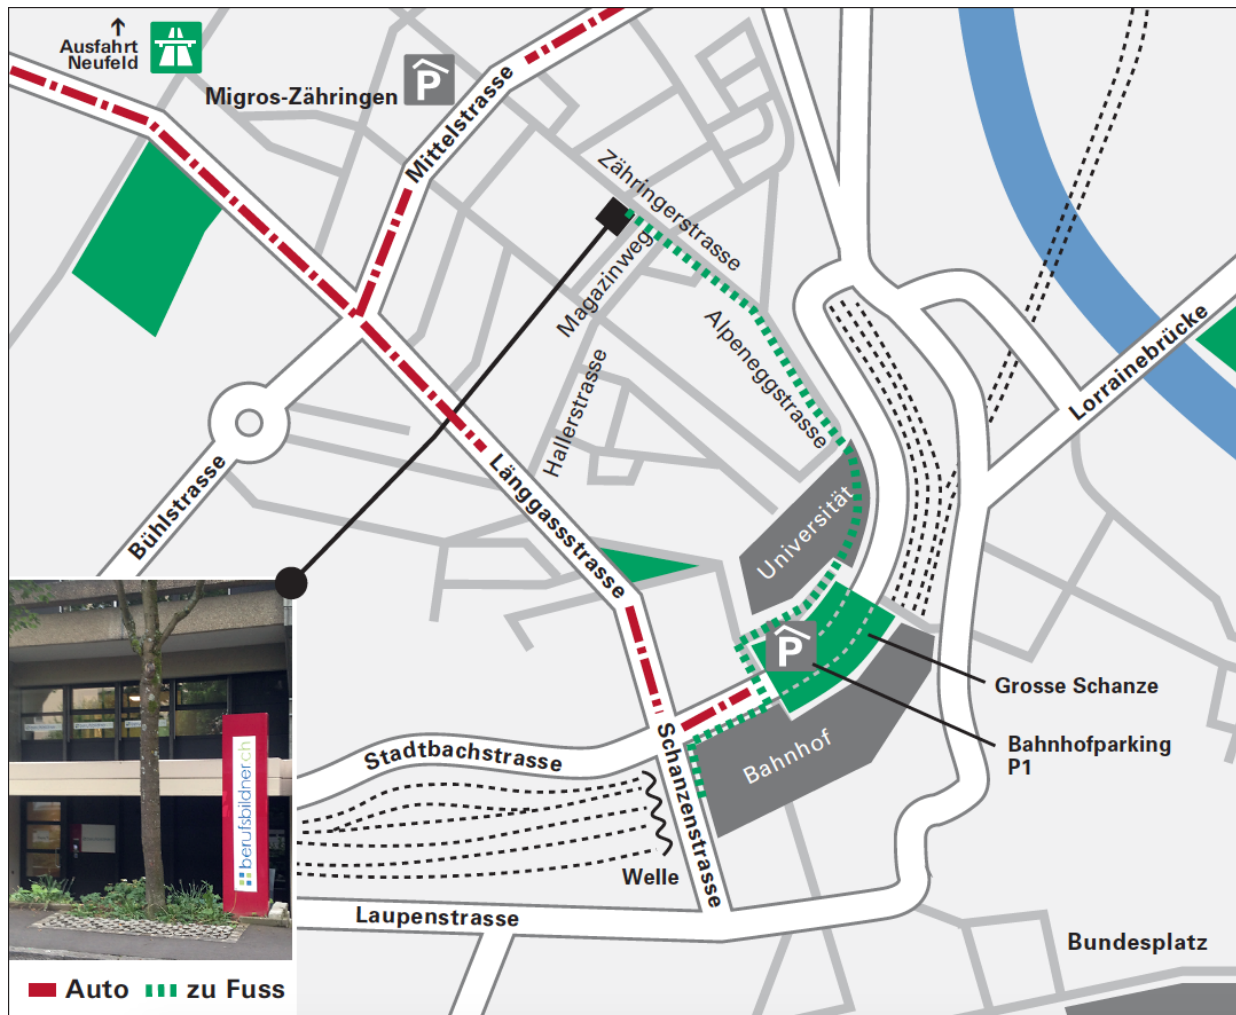 Ausfahrt
Neufeld
Migros-Zähringen
P
Mittelstrasse
Zähringerstrasse
Magazinweg
Alpeneggstrasse
Hallerstrasse
Lorrainebrücke
Bühlstrasse
Länggassstrasse
Universität
P
Grosse Schanze
Bahnhofparking
P1
Bahnhof
Stadtbachstrasse
Schanzenstrasse
Welle
Laupenstrasse
Bundesplatz
berufsbildner.ch
Auto
zu Fuss